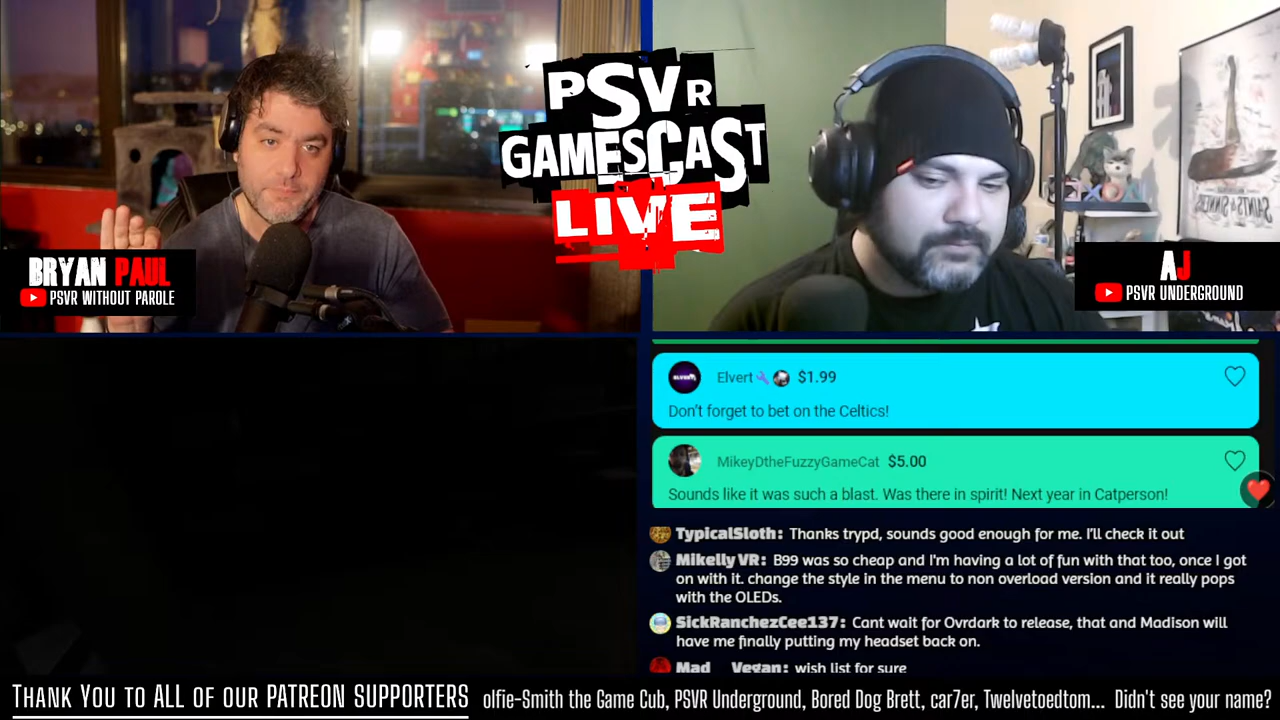 PSVR
GAMESCAST
LIVE
BRYAN PAUL
PSVR WITHOUT PAROLE
AJ
PSVR UNDERGROUND
SAINTS & SINNERS
Elvert $1.99
Don't forget to bet on the Celtics!
MikeyDtheFuzzyGameCat $5.00
Sounds like it was such a blast. Was there in spirit! Next year in Catperson!
TypicalSloth: Thanks trypd, sounds good enough for me. I'll check it out
Mikelly VR: B99 was so cheap and I'm having a lot of fun with that too, once I got
on with it. change the style in the menu to non overload version and it really pops
with the OLEDs.
SickRanchezCee137: Cant wait for Ovrdark to release, that and Madison will
have me finally putting my headset back on.
Mad Vegan: wish list for sure
THANK YOU TO ALL OF OUR PATREON SUPPORTERS
olfie-Smith the Game Cub, PSVR Underground, Bored Dog Brett, car7er, Twelvetoedtom... Didn't see your name?